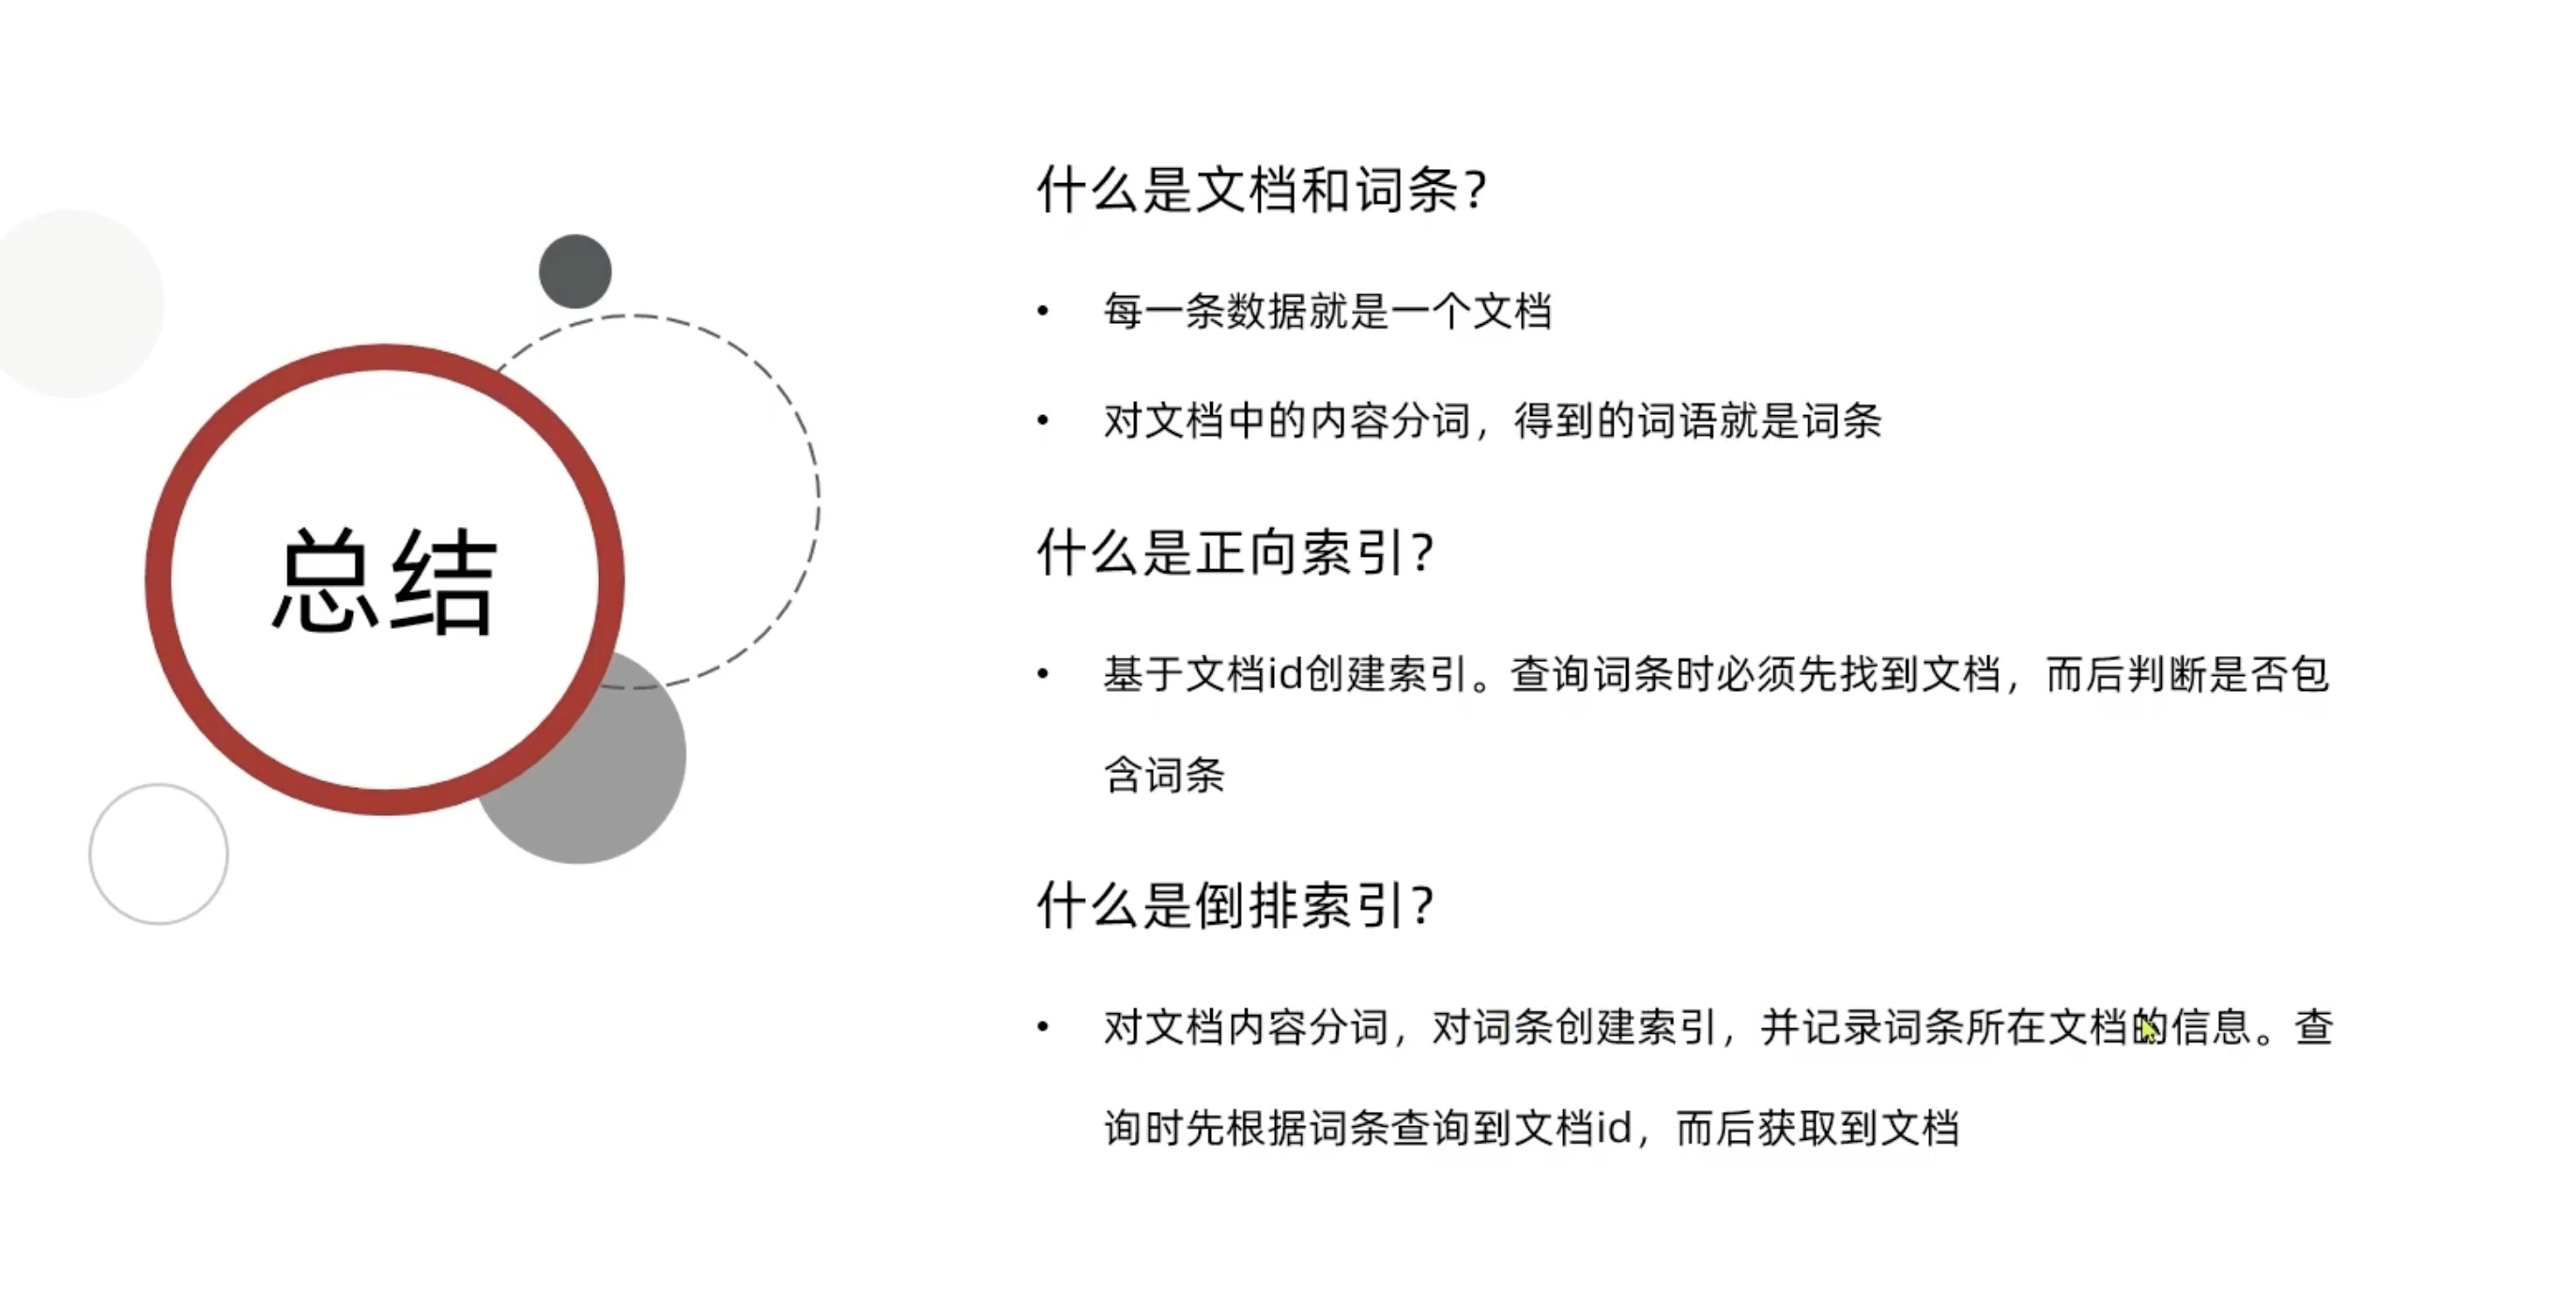 总结
什么是文档和词条?
• 每一条数据就是一个文档
• 对文档中的内容分词，得到的词语就是词条
什么是正向索引?
• 基于文档id创建索引。查询词条时必须先找到文档，而后判断是否包
含词条
什么是倒排索引?
• 对文档内容分词，对词条创建索引，并记录词条所在文档的信息。查
询时先根据词条查询到文档id，而后获取到文档